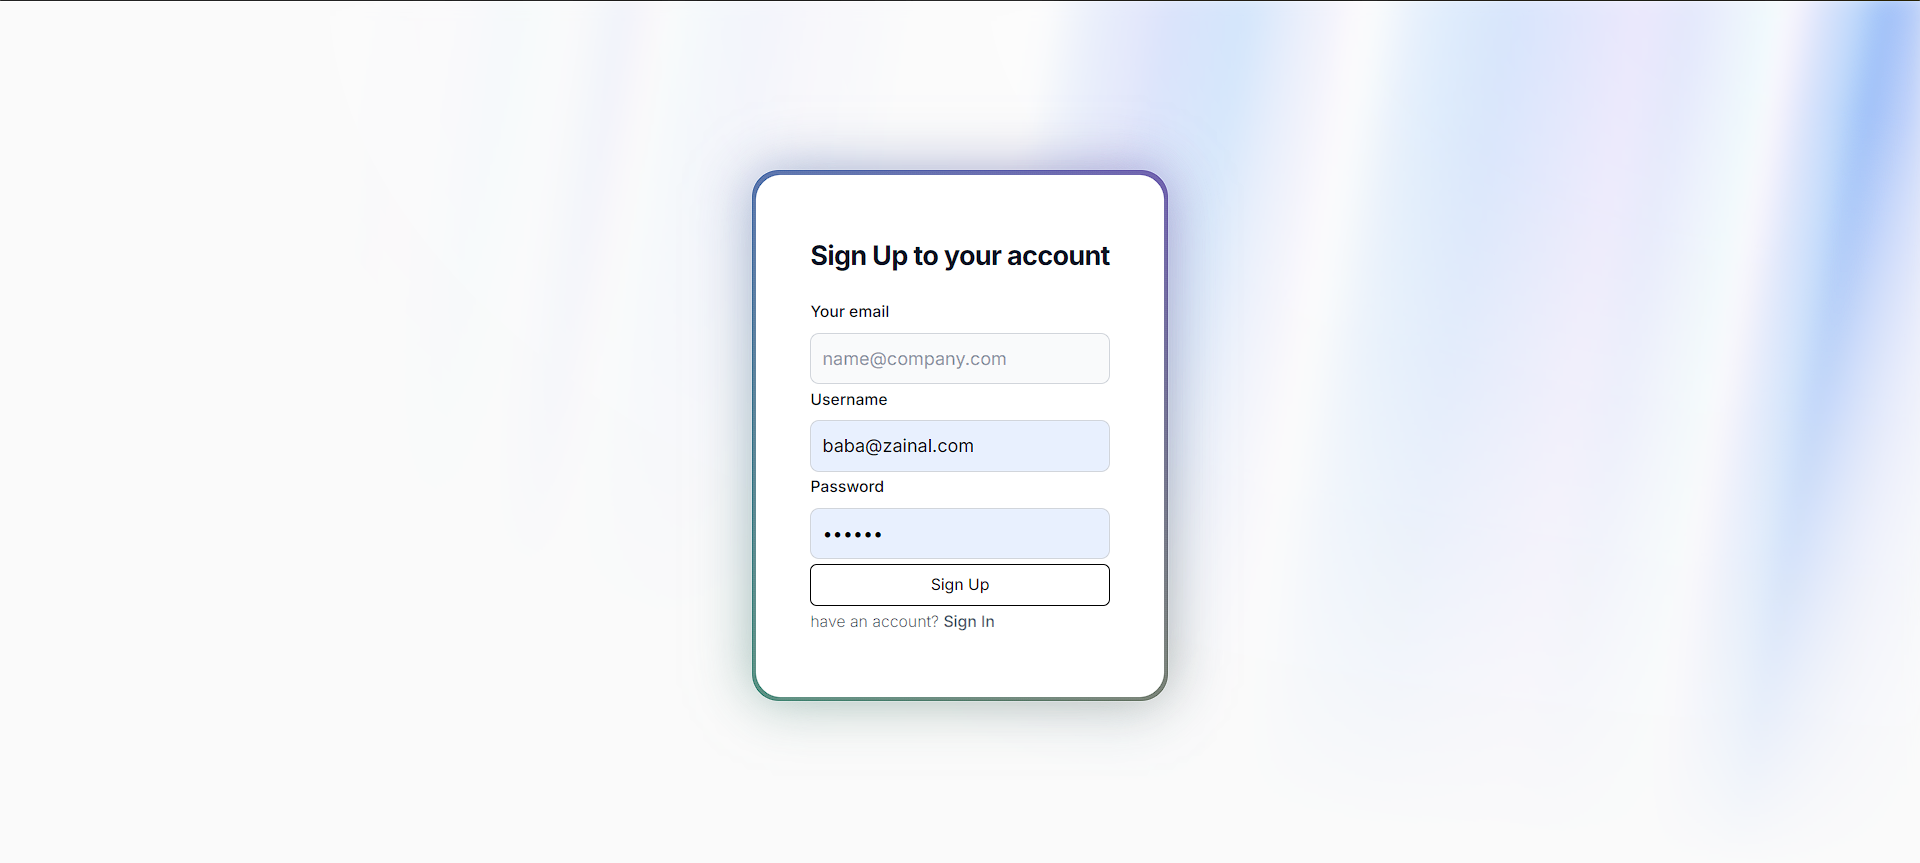 Sign Up to your account
Your email
name@company.com
Username
baba@zainal.com
Password
••••••
Sign Up
have an account? Sign In